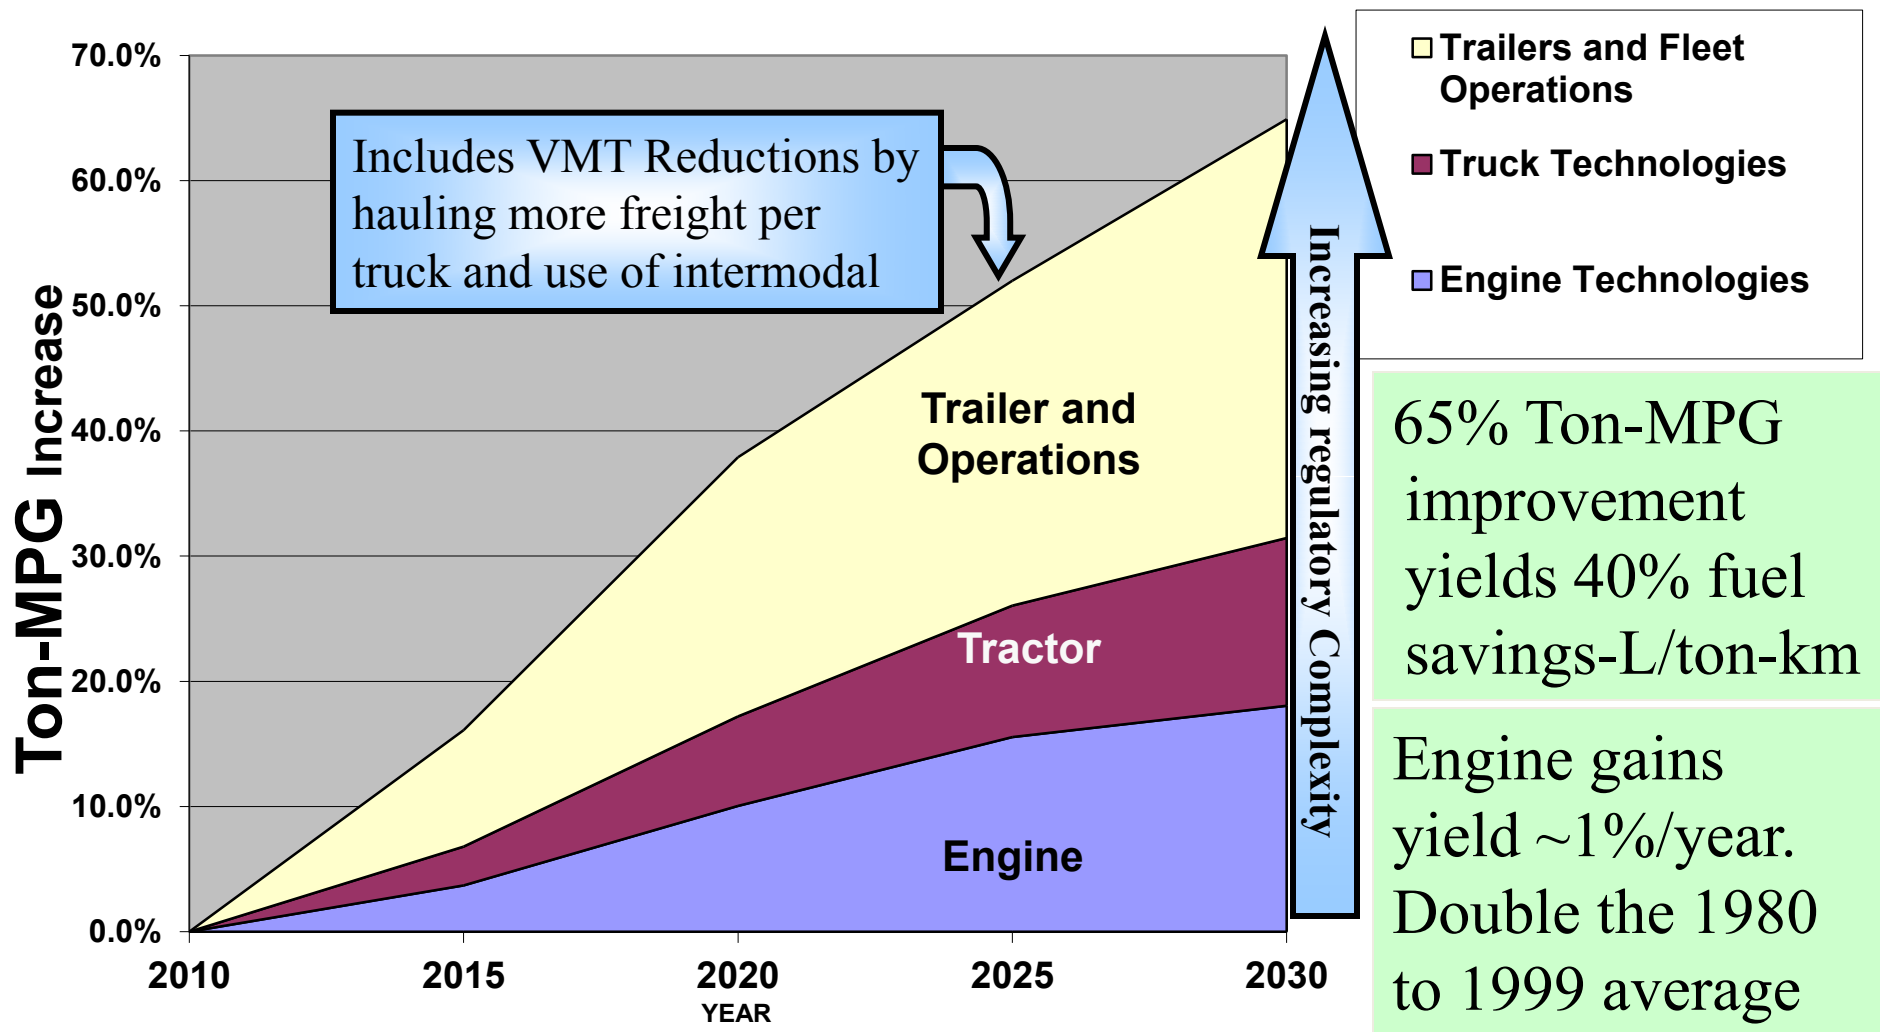 70.0%
60.0%
50.0%
40.0%
30.0%
20.0%
10.0%
0.0%
Ton-MPG Increase
2010
2015
2020
2025
2030
YEAR
Includes VMT Reductions by
hauling more freight per
truck and use of intermodal
Trailer and
Operations
Tractor
Engine
Increasing regulatory Complexity
Trailers and Fleet
Operations
Truck Technologies
Engine Technologies
65% Ton-MPG
improvement
yields 40% fuel
savings-L/ton-km
Engine gains
yield ~1%/year.
Double the 1980
to 1999 average